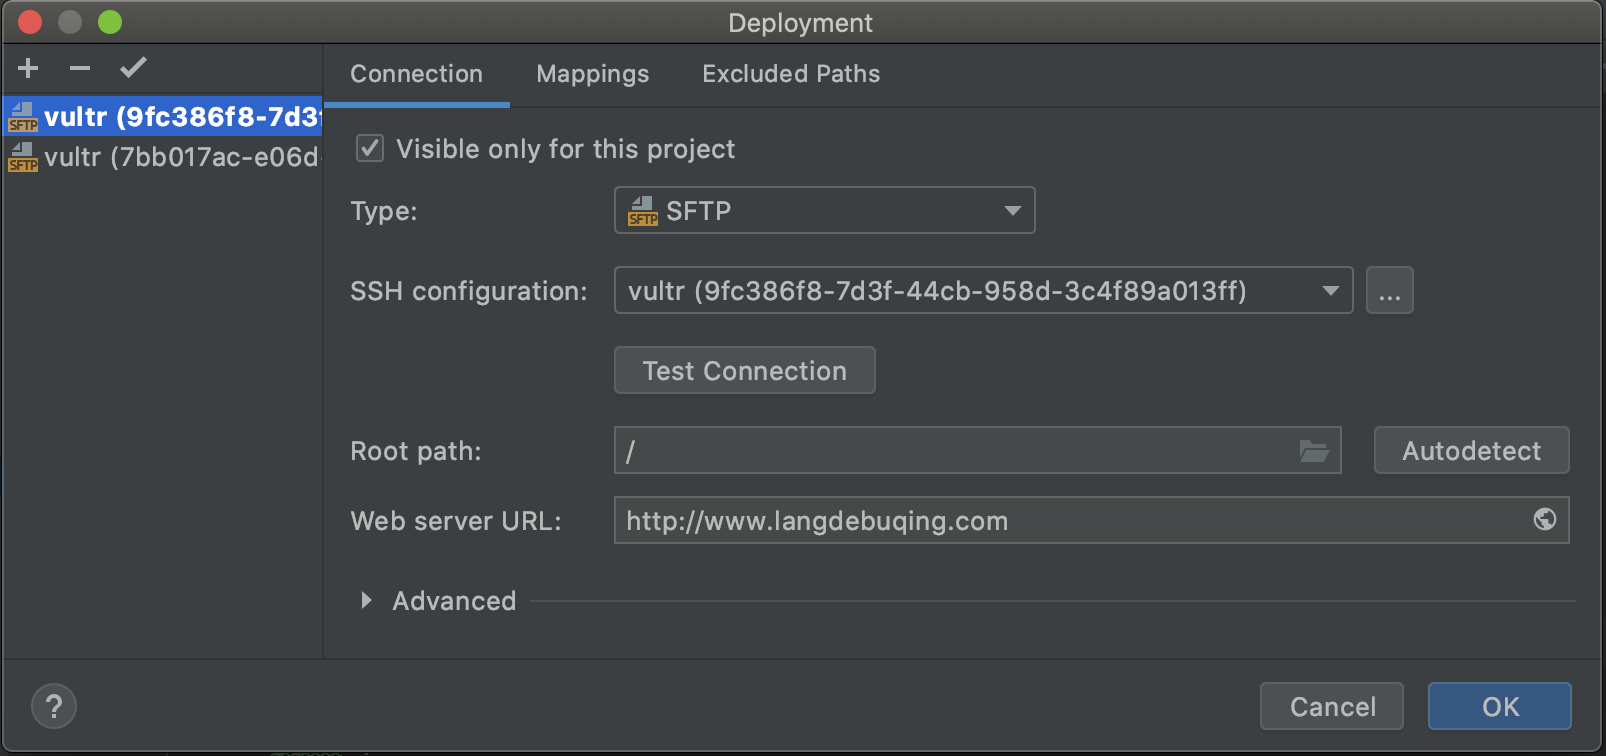 Deployment
Connection Mappings Excluded Paths
SFTP vultr (9fc386f8-7d3f
SFTP vultr (7bb017ac-e06d-
Visible only for this project
Type: SFTP SFTP
SSH configuration: vultr (9fc386f8-7d3f-44cb-958d-3c4f89a013ff) ...
Test Connection
Root path: / Autodetect
Web server URL: http://www.langdebuqing.com
Advanced
? Cancel OK